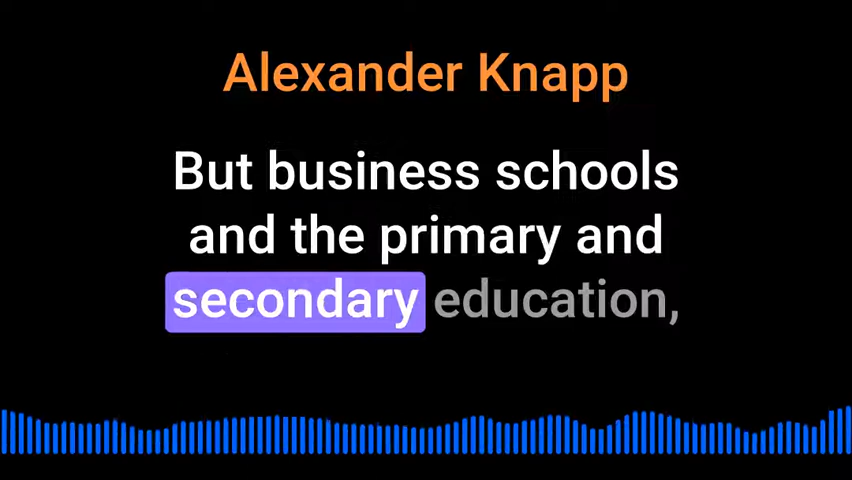 Alexander Knapp
But business schools
and the primary and
secondary education,